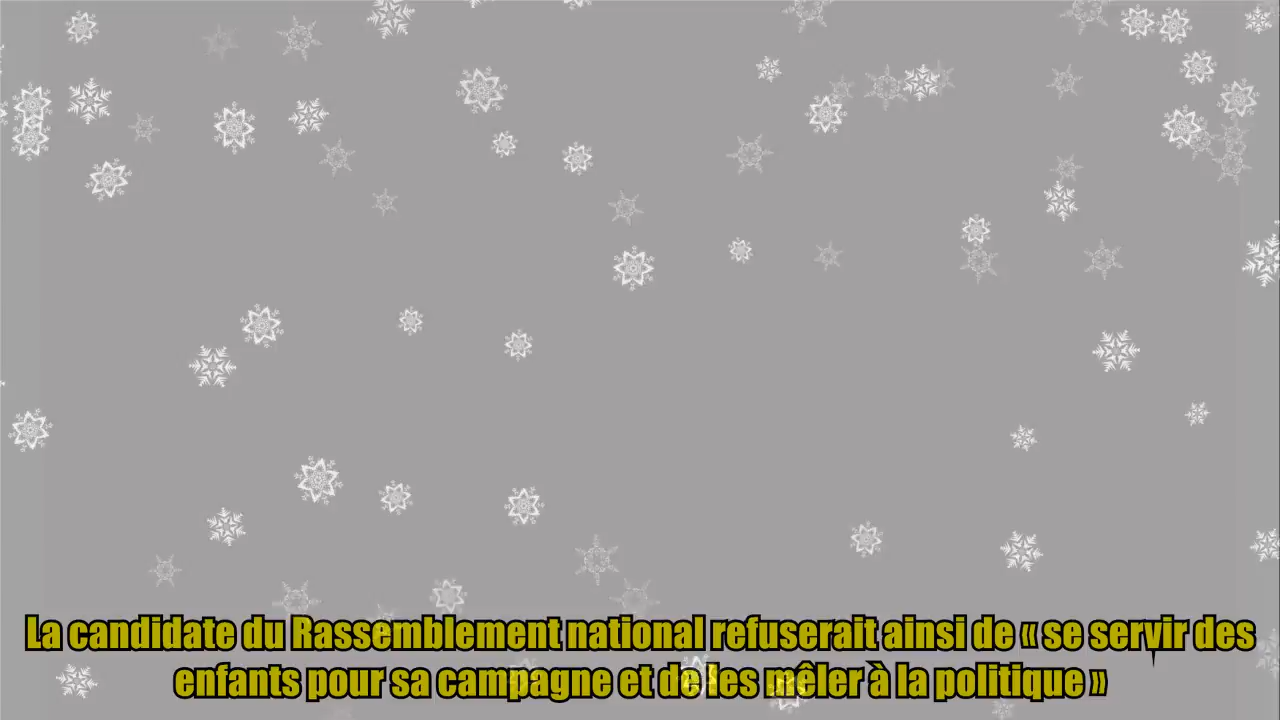 La candidate du Rassemblement national refuserait ainsi de « se servir des
enfants pour sa campagne et de les mêler à la politique »